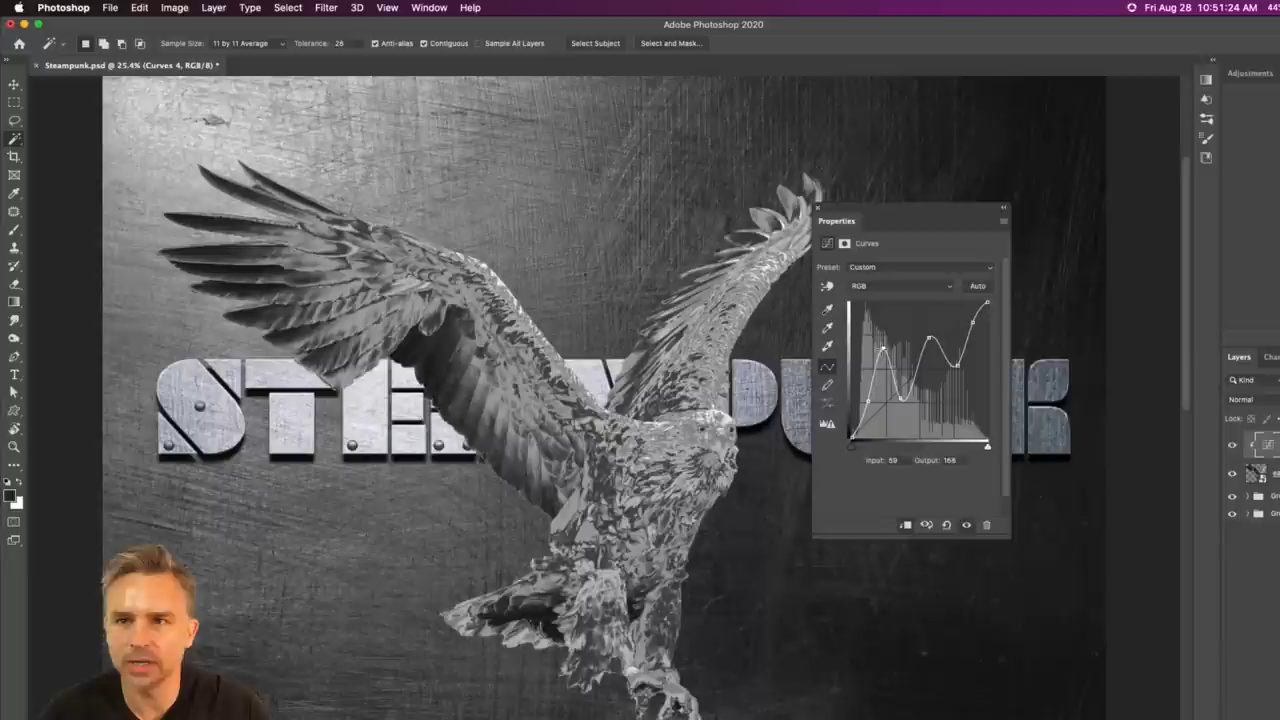 Photoshop File Edit Image Layer Type Select Filter 3D View Window Help Fri Aug 28 10:51:24 AM 44%
Adobe Photoshop 2020
Sample Size: 11 by 11 Average Tolerance: 28 Anti-alias Contiguous Sample All Layers Select Subject Select and Mask...
Steampunk.psd @ 25.4% (Curves 4, RGB/8) *
Adjustments
Properties
Curves
Preset: Custom
RGB Auto
Input: 59 Output: 168
Layers
Kind
Normal
Lock:
Gr
Gr